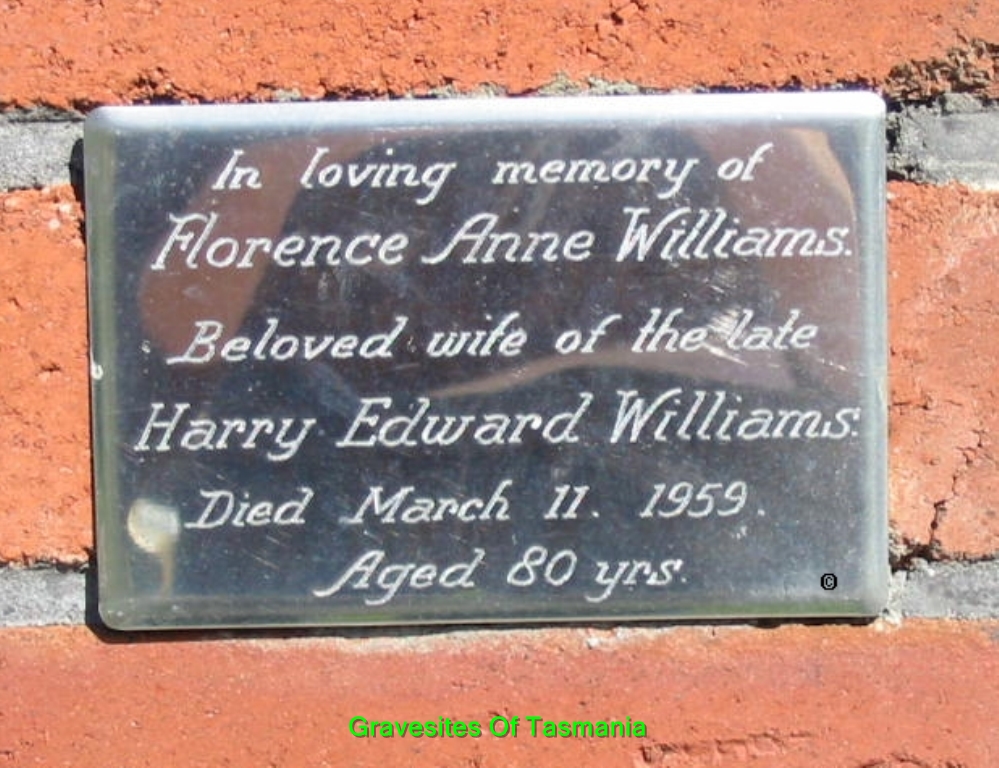 In loving memory of
Florence Anne Williams.
Beloved wife of the late
Harry Edward Williams.
Died March 11. 1959.
Aged 80 yrs.
©
Gravesites Of Tasmania